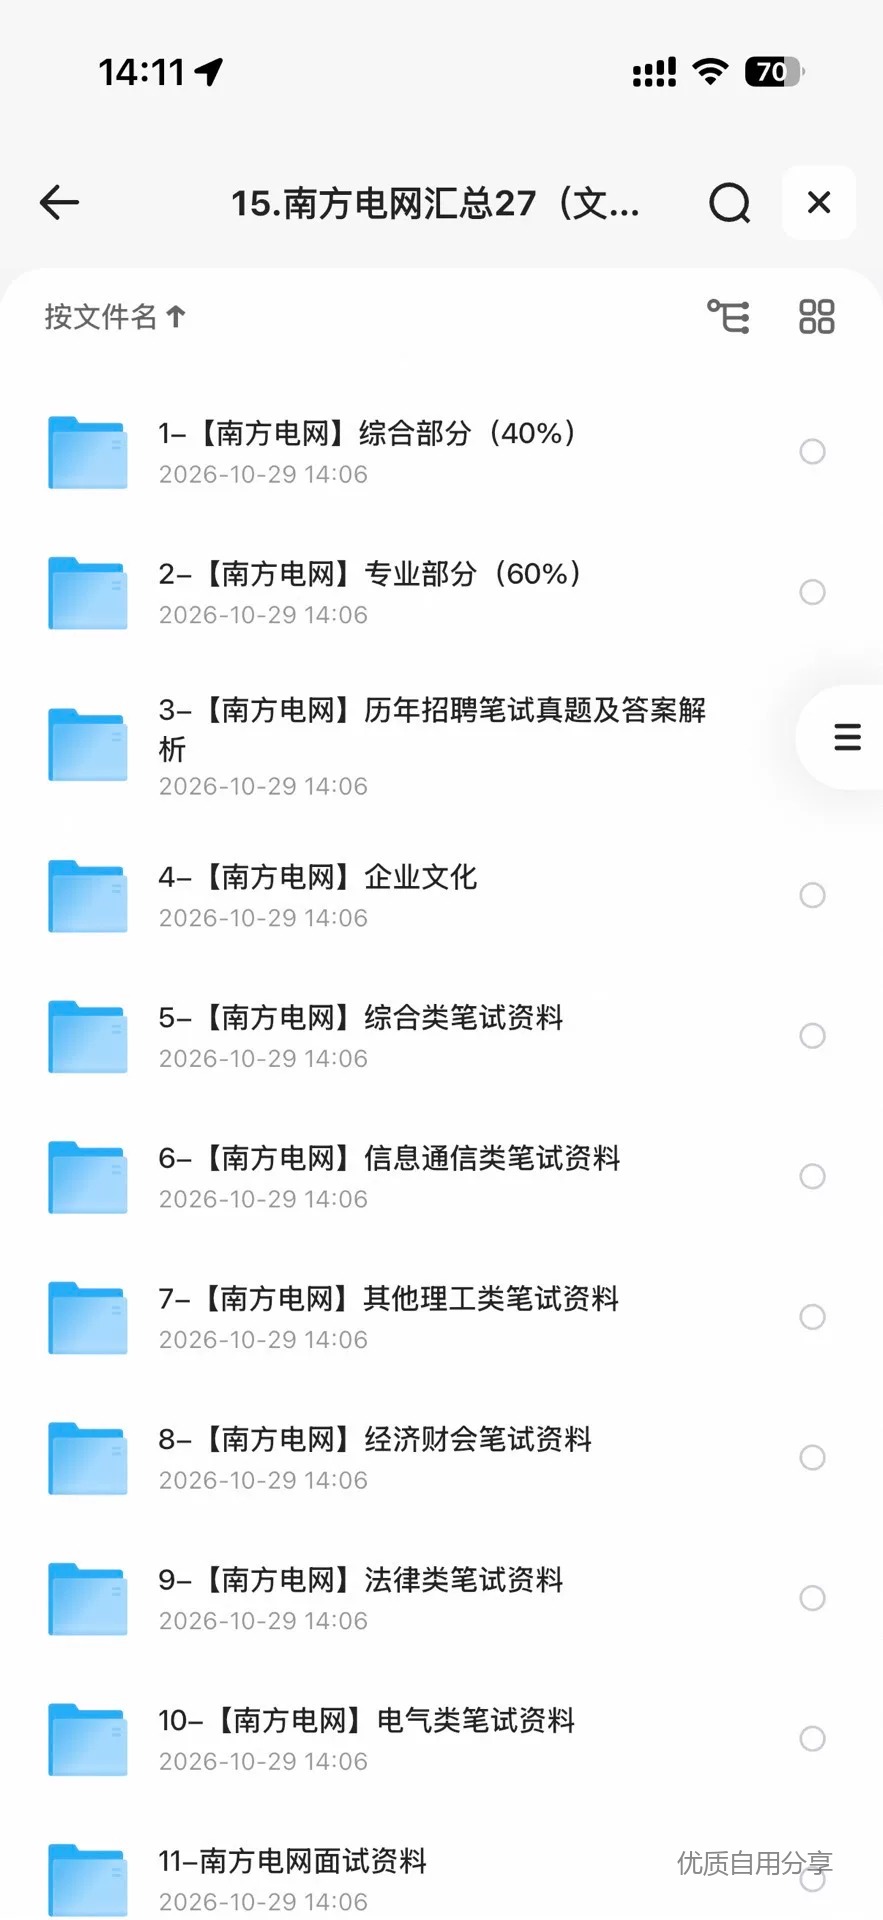 14:11
70
15.南方电网汇总27（文...
按文件名
1-【南方电网】综合部分（40%）
2026-10-29 14:06
2-【南方电网】专业部分（60%）
2026-10-29 14:06
3-【南方电网】历年招聘笔试真题及答案解
析
2026-10-29 14:06
4-【南方电网】企业文化
2026-10-29 14:06
5-【南方电网】综合类笔试资料
2026-10-29 14:06
6-【南方电网】信息通信类笔试资料
2026-10-29 14:06
7-【南方电网】其他理工类笔试资料
2026-10-29 14:06
8-【南方电网】经济财会笔试资料
2026-10-29 14:06
9-【南方电网】法律类笔试资料
2026-10-29 14:06
10-【南方电网】电气类笔试资料
2026-10-29 14:06
11-南方电网面试资料
优质自用分享
2026-10-29 14:06